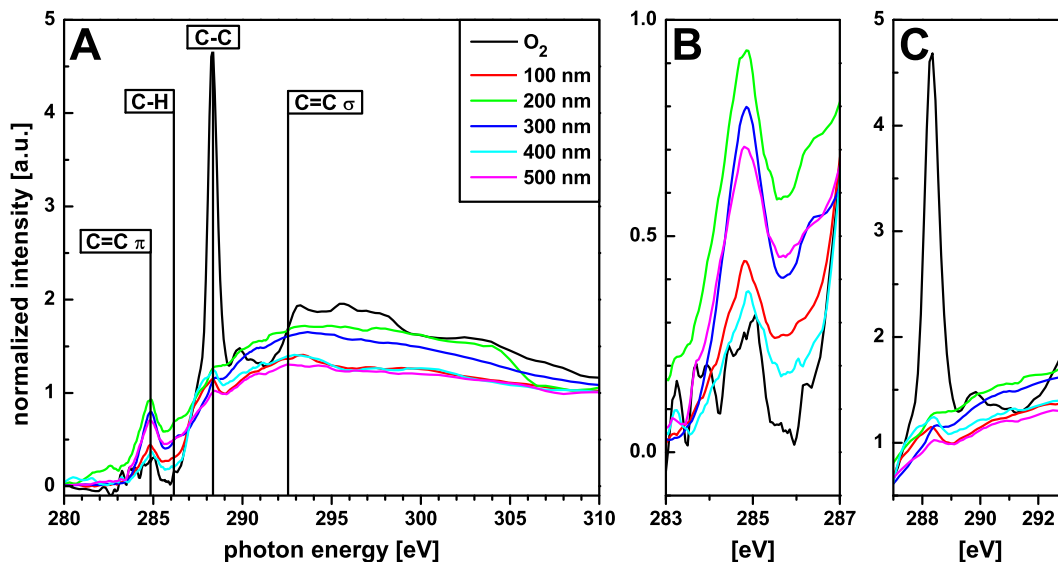 A
B
C
C-C
C-H
C=C σ
C=C π
O2
100 nm
200 nm
300 nm
400 nm
500 nm
normalized intensity [a.u.]
5
4
3
2
1
0
280 285 290 295 300 305 310
photon energy [eV]
1.0
0.5
0.0
283 285 287
[eV]
5
4
3
2
1
288 290 292
[eV]